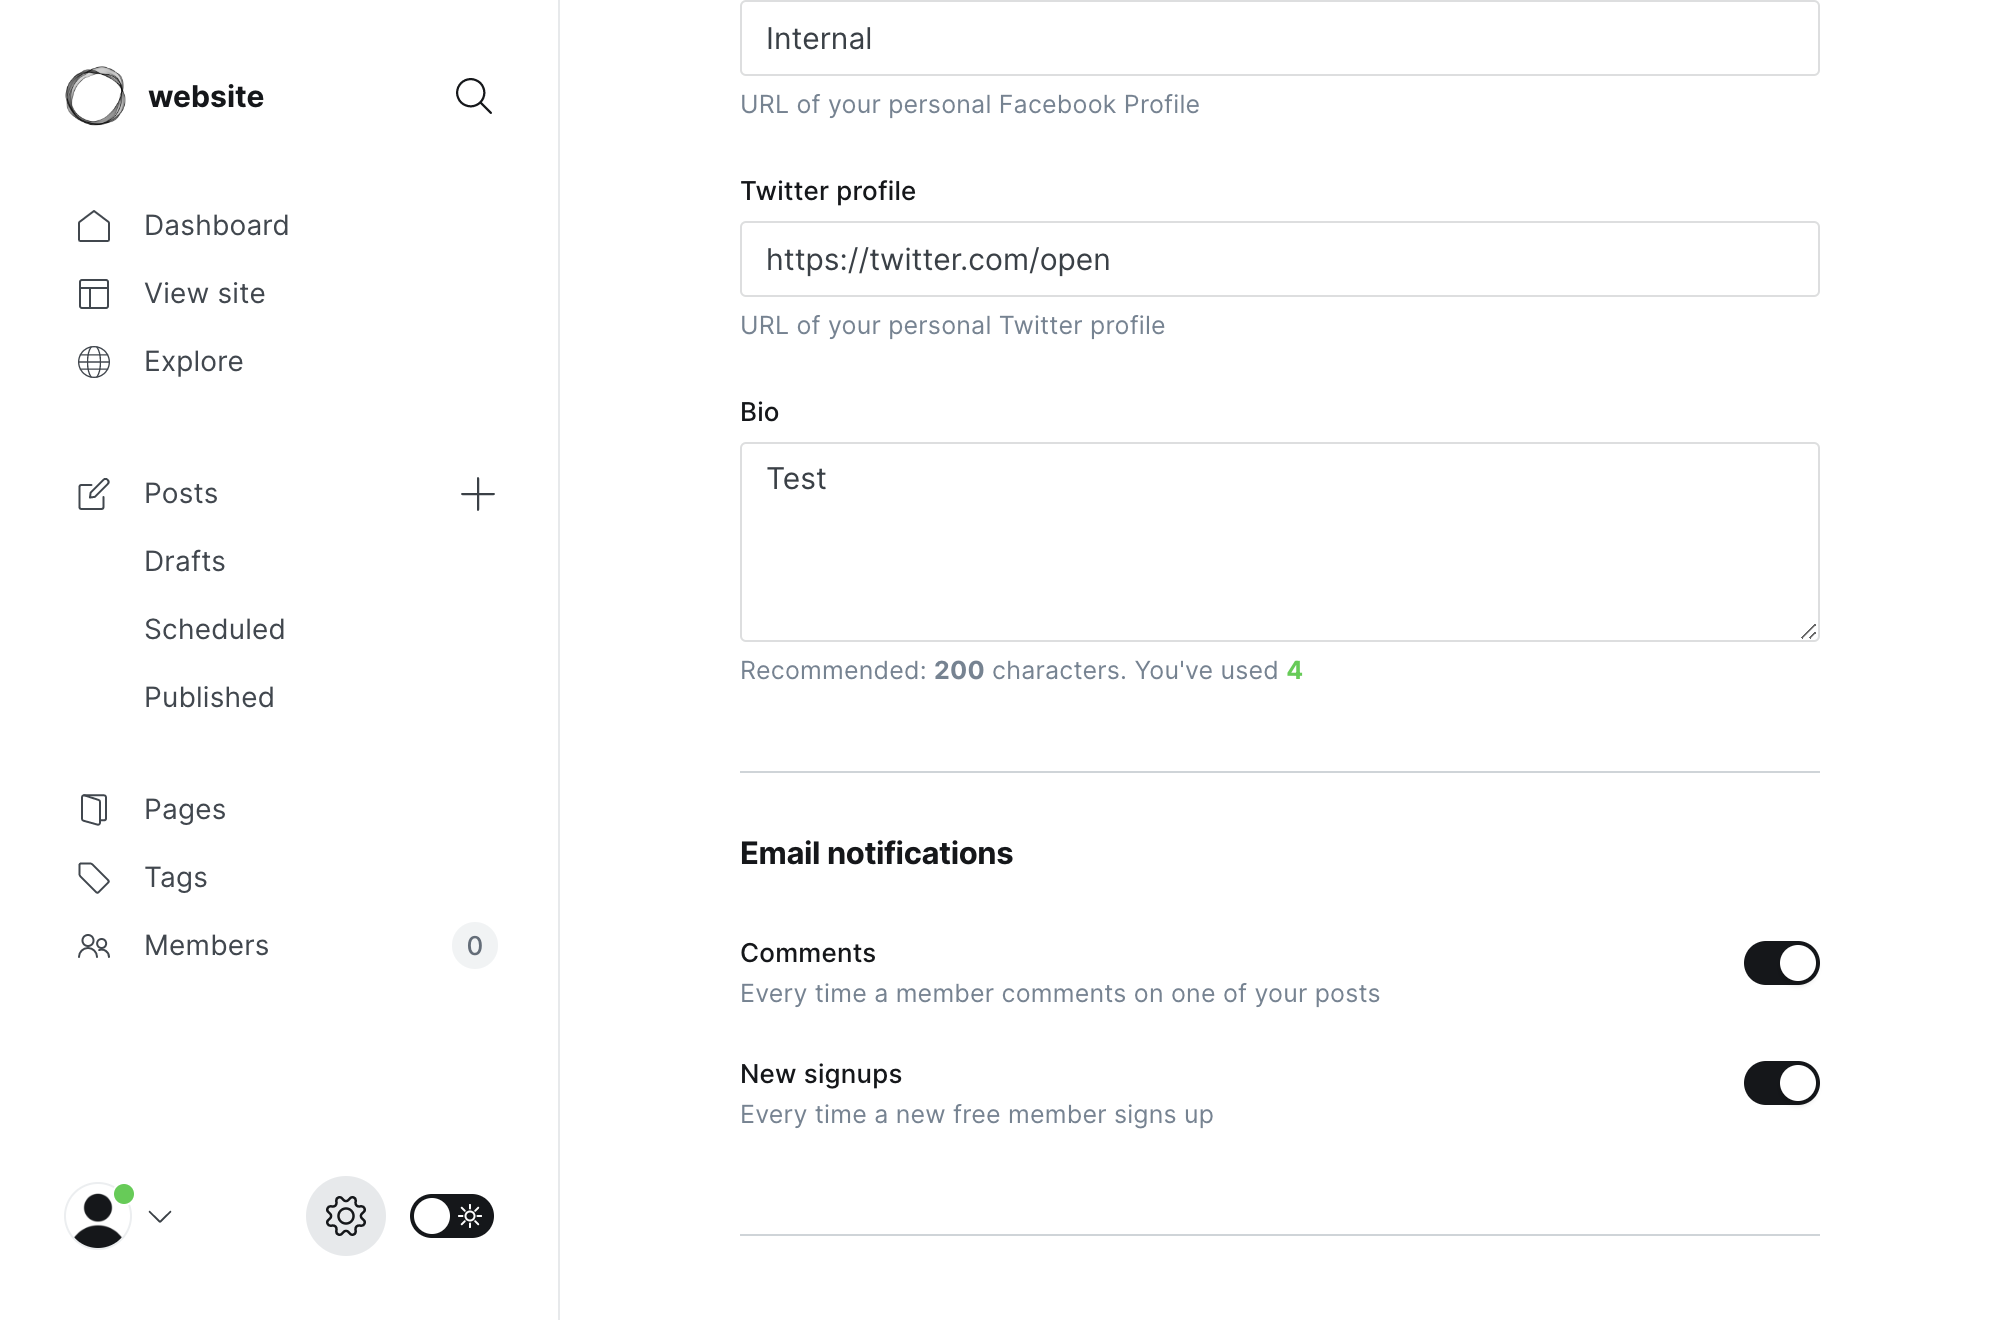 website
Dashboard
View site
Explore
Posts
Drafts
Scheduled
Published
Pages
Tags
Members
0
Internal
URL of your personal Facebook Profile
Twitter profile
https://twitter.com/open
URL of your personal Twitter profile
Bio
Test
Recommended: 200 characters. You've used 4
Email notifications
Comments
Every time a member comments on one of your posts
New signups
Every time a new free member signs up